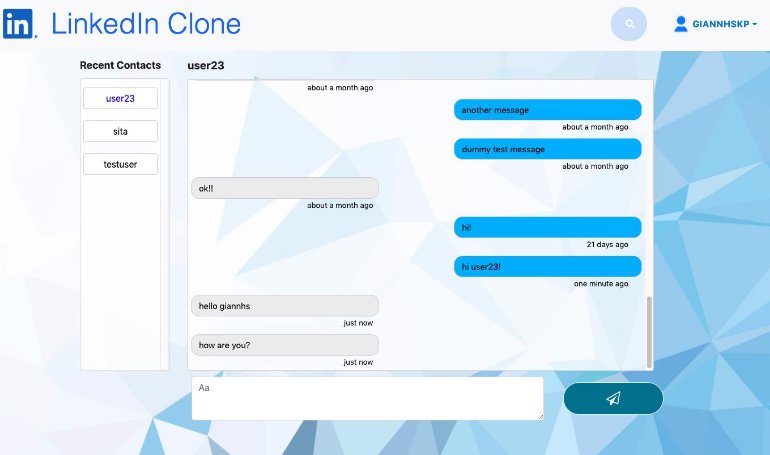 in LinkedIn Clone
GIANNHSKP
Recent Contacts
user23
sita
testuser
user23
about a month ago
another message
about a month ago
dummy test message
about a month ago
ok!!
about a month ago
hi!
21 days ago
hi user23!
one minute ago
hello giannhs
just now
how are you?
just now
Aa